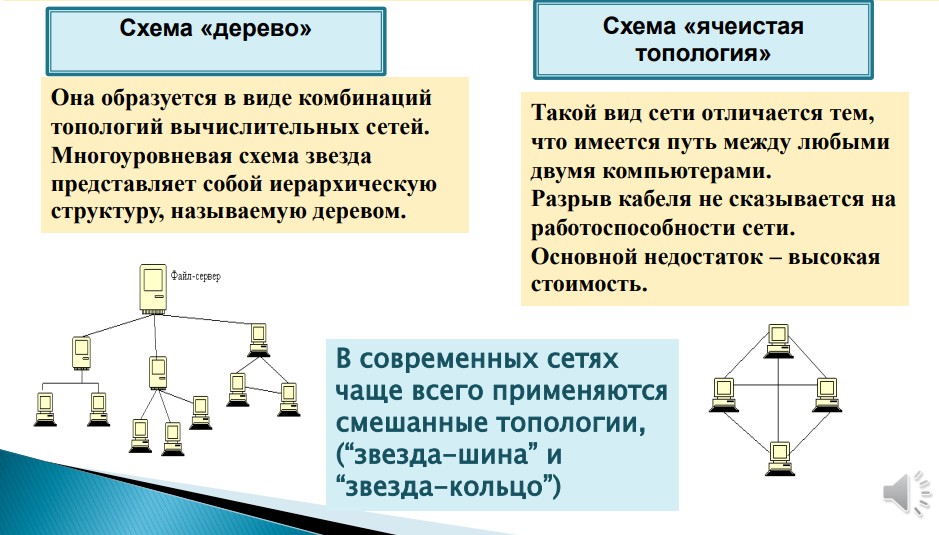 Схема «дерево»
Она образуется в виде комбинаций
топологий вычислительных сетей.
Многоуровневая схема звезда
представляет собой иерархическую
структуру, называемую деревом.
Файл-сервер
Схема «ячеистая
топология»
Такой вид сети отличается тем,
что имеется путь между любыми
двумя компьютерами.
Разрыв кабеля не сказывается на
работоспособности сети.
Основной недостаток – высокая
стоимость.
В современных сетях
чаще всего применяются
смешанные топологии,
(“звезда-шина” и
“звезда-кольцо”)